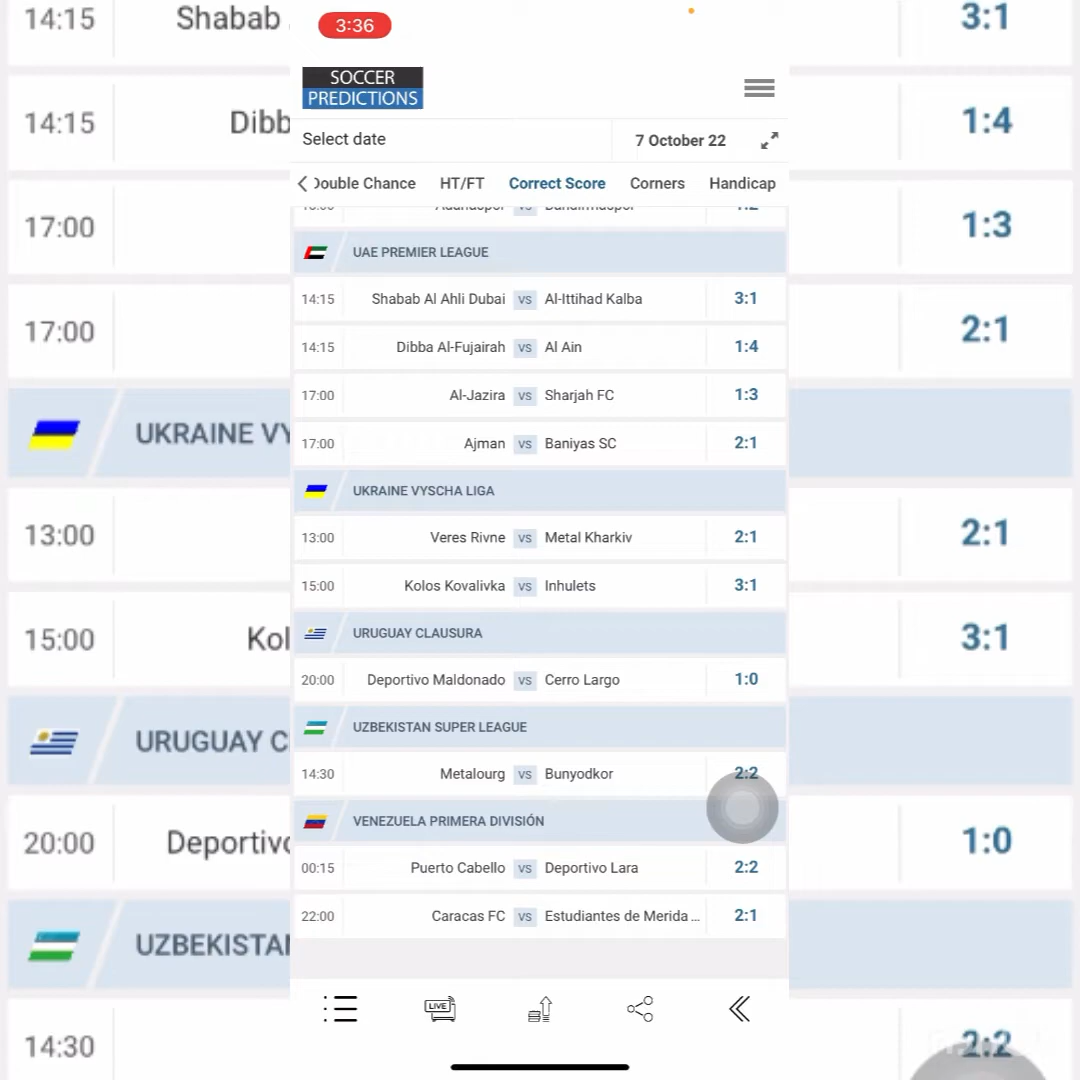 3:36
SOCCER
PREDICTIONS
Select date 7 October 22
Double Chance HT/FT Correct Score Corners Handicap
UAE PREMIER LEAGUE
14:15 Shabab Al Ahli Dubai vs Al-Ittihad Kalba 3:1
14:15 Dibba Al-Fujairah vs Al Ain 1:4
17:00 Al-Jazira vs Sharjah FC 1:3
17:00 Ajman vs Baniyas SC 2:1
UKRAINE VYSCHA LIGA
13:00 Veres Rivne vs Metal Kharkiv 2:1
15:00 Kolos Kovalivka vs Inhulets 3:1
URUGUAY CLAUSURA
20:00 Deportivo Maldonado vs Cerro Largo 1:0
UZBEKISTAN SUPER LEAGUE
14:30 Metalourg vs Bunyodkor 2:2
VENEZUELA PRIMERA DIVISIÓN
00:15 Puerto Cabello vs Deportivo Lara 2:2
22:00 Caracas FC vs Estudiantes de Merida ... 2:1
LIVE
14:15 Shabab 3:1
14:15 Dibb 1:4
17:00 1:3
17:00 2:1
UKRAINE VY
13:00 2:1
15:00 Kol 3:1
URUGUAY C
20:00 Deportivo 1:0
UZBEKISTA
14:30 2:2